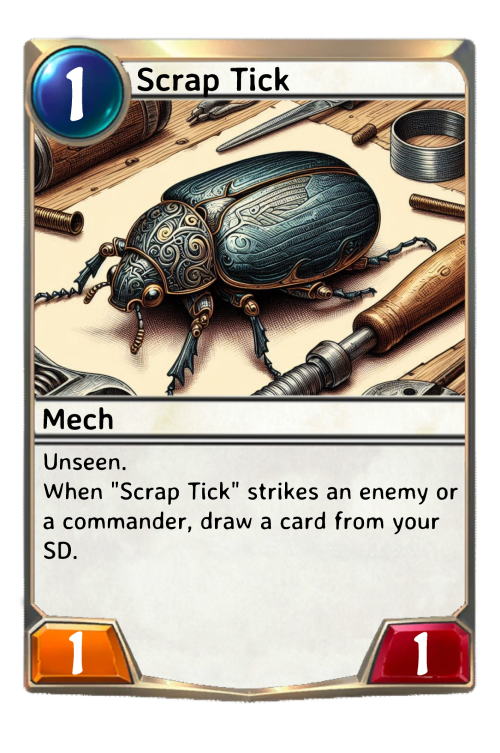 1
Scrap Tick
Mech
Unseen.
When "Scrap Tick" strikes an enemy or
a commander, draw a card from your
SD.
1
1